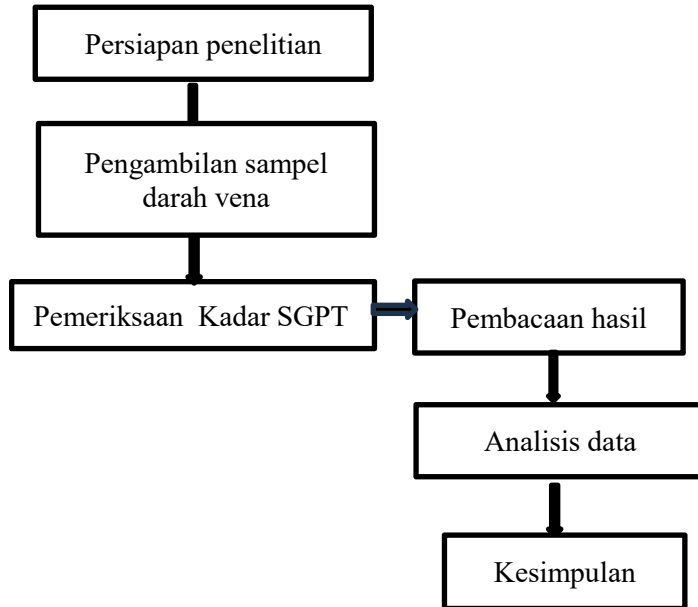 Persiapan penelitian
Pengambilan sampel
darah vena
Pemeriksaan Kadar SGPT
Pembacaan hasil
Analisis data
Kesimpulan